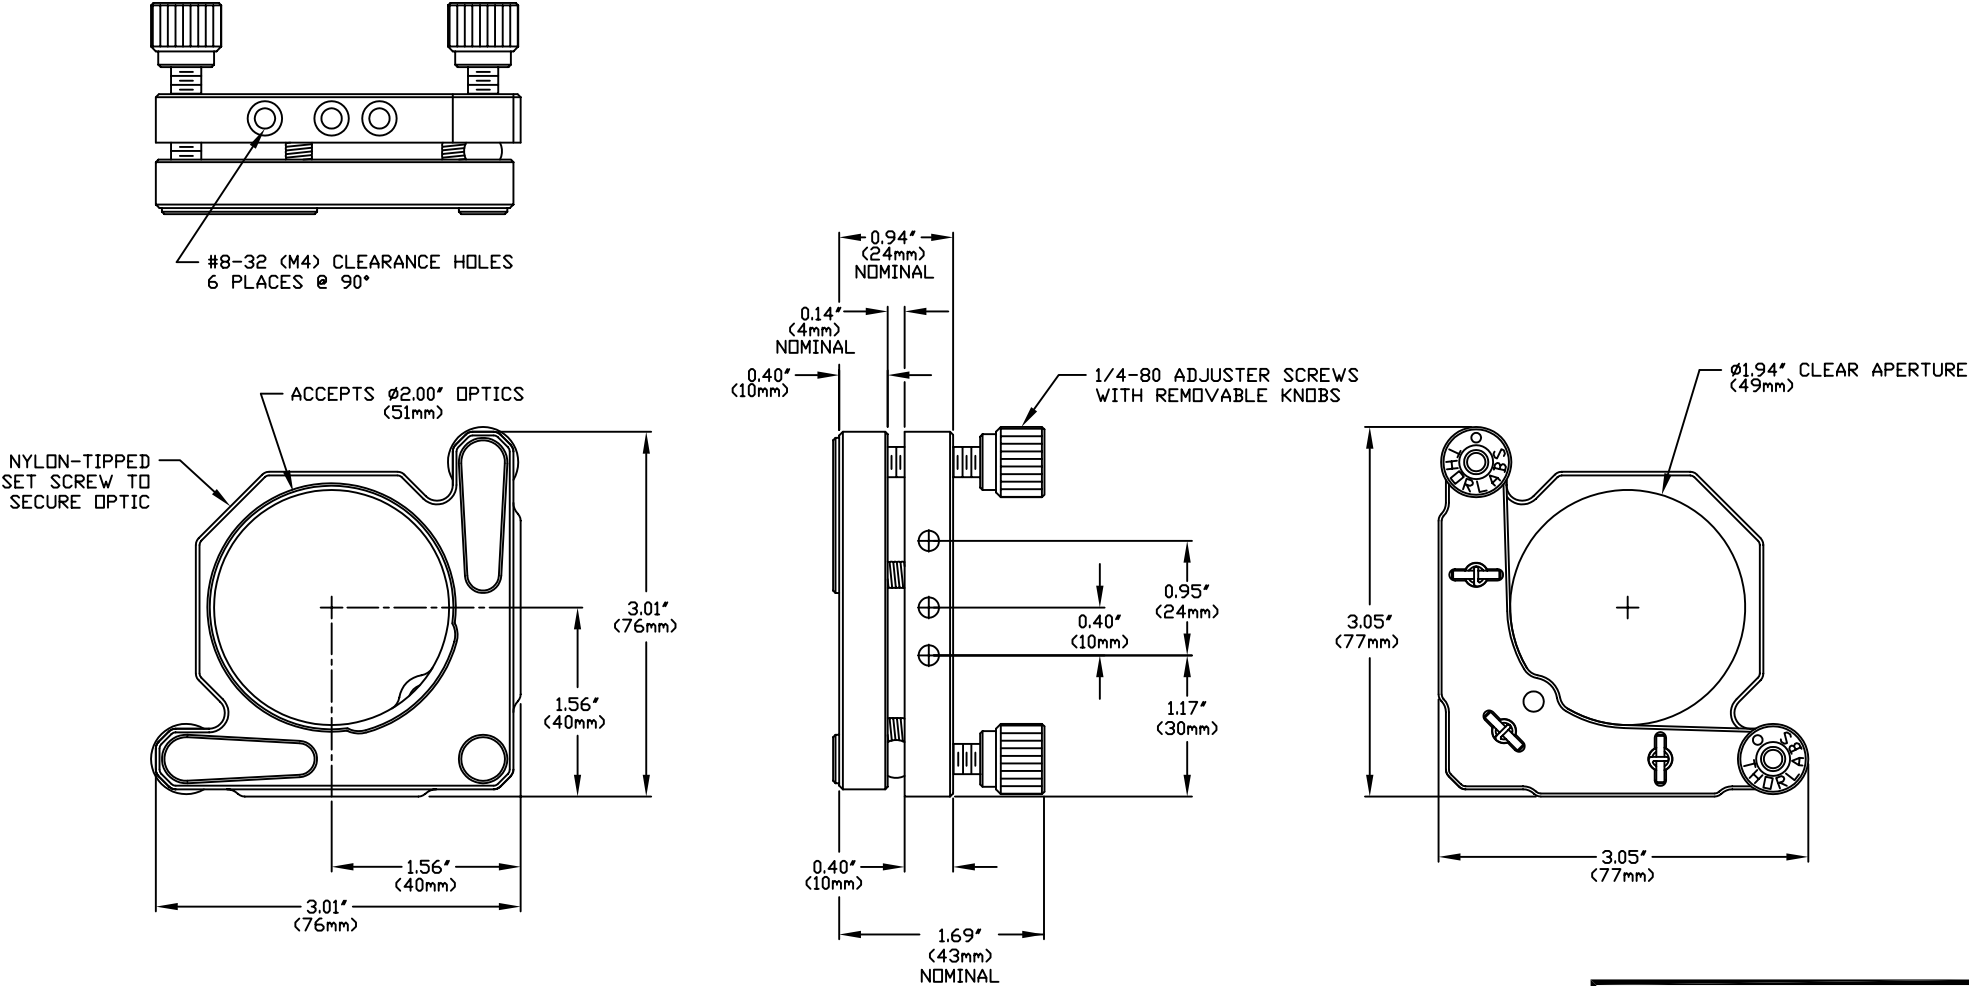 #8-32 (M4) CLEARANCE HOLES
6 PLACES @ 90°
0.94"
(24mm)
NOMINAL
0.14"
(4mm)
NOMINAL
0.40"
(10mm)
1/4-80 ADJUSTER SCREWS
WITH REMOVABLE KNOBS
Ø1.94" CLEAR APERTURE
(49mm)
ACCEPTS Ø2.00" OPTICS
(51mm)
NYLON-TIPPED
SET SCREW TO
SECURE OPTIC
3.01"
(76mm)
1.56"
(40mm)
1.56"
(40mm)
3.01"
(76mm)
0.95"
(24mm)
0.40"
(10mm)
1.17"
(30mm)
0.40"
(10mm)
1.69"
(43mm)
NOMINAL
THORLABS
3.05"
(77mm)
THORLABS
3.05"
(77mm)